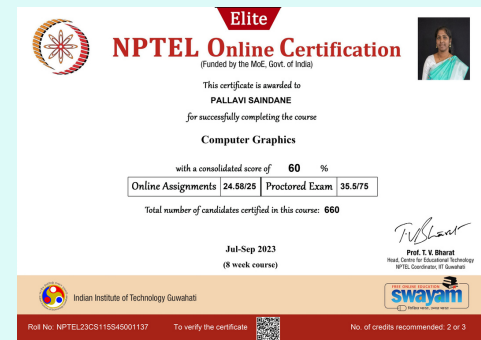 Elite
NPTEL Online Certification
(Funded by the MoE, Govt. of India)
This certificate is awarded to
PALLAVI SAINDANE
for successfully completing the course
Computer Graphics
with a consolidated score of 60 %
Online Assignments 24.58/25 Proctored Exam 35.5/75
Total number of candidates certified in this course: 660
Jul-Sep 2023
(8 week course)
Prof. T. V. Bharat
Head, Centre for Educational Technology
NPTEL Coordinator, IIT Guwahati
Indian Institute of Technology Guwahati
FREE ONLINE EDUCATION
swayam
Roll No: NPTEL23CS115S45001137 To verify the certificate No. of credits recommended: 2 or 3